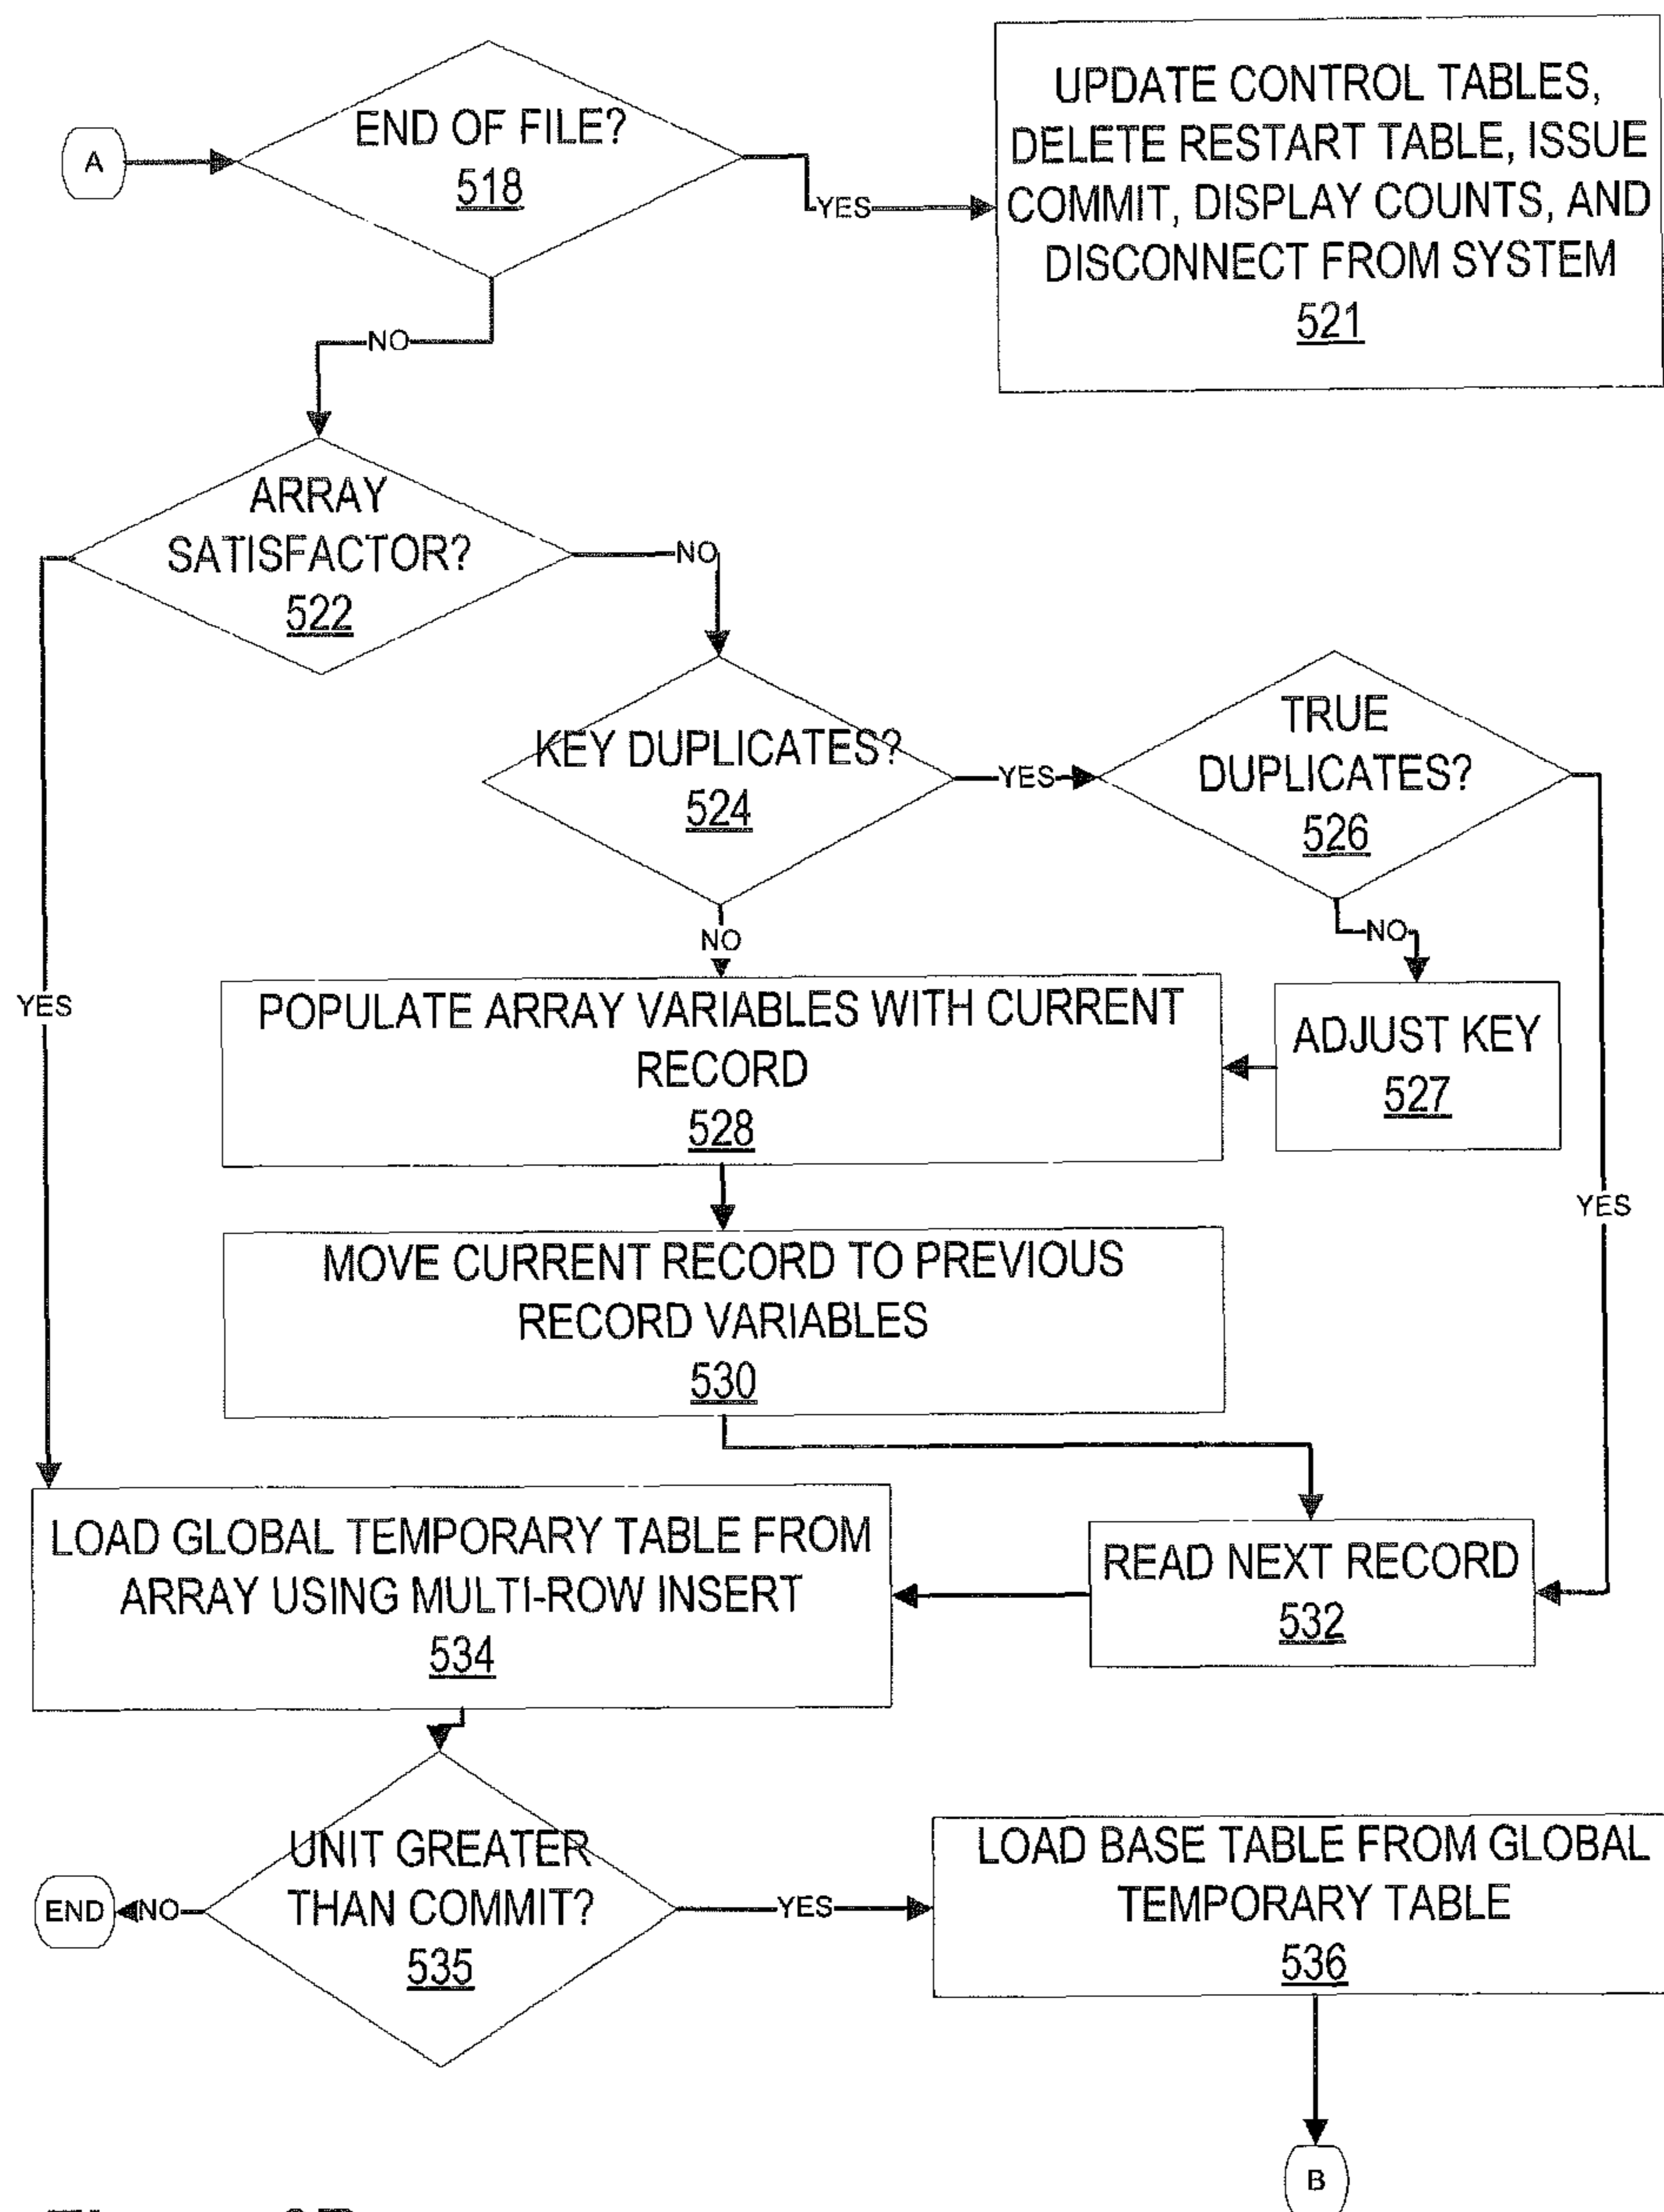 A
END OF FILE?
518
YES
UPDATE CONTROL TABLES,
DELETE RESTART TABLE, ISSUE
COMMIT, DISPLAY COUNTS, AND
DISCONNECT FROM SYSTEM
521
NO
ARRAY
SATISFACTOR?
522
NO
KEY DUPLICATES?
524
YES
TRUE
DUPLICATES?
526
NO
NO
YES
POPULATE ARRAY VARIABLES WITH CURRENT
RECORD
528
ADJUST KEY
527
YES
MOVE CURRENT RECORD TO PREVIOUS
RECORD VARIABLES
530
LOAD GLOBAL TEMPORARY TABLE FROM
ARRAY USING MULTI-ROW INSERT
534
READ NEXT RECORD
532
UNIT GREATER
THAN COMMIT?
535
END
NO
YES
LOAD BASE TABLE FROM GLOBAL
TEMPORARY TABLE
536
B